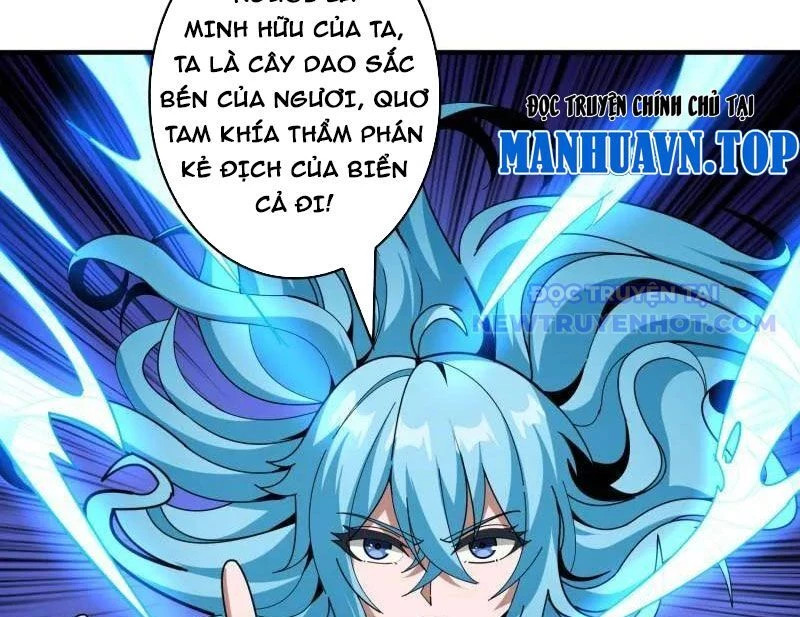 MINH HỮU CỦA TA,
TA LÀ CÂY DAO SẮC
BÉN CỦA NGƯƠI, QUƠ
TAM KHÍA THẨM PHÁN
KẺ ĐỊCH CỦA BIỂN
CẢ ĐI!
ĐỌC TRUYỆN CHÍNH CHỦ TẠI
MANHUAVN.TOP
ĐỌC TRUYỆN TẠI
NEWTRUYENHOT.COM